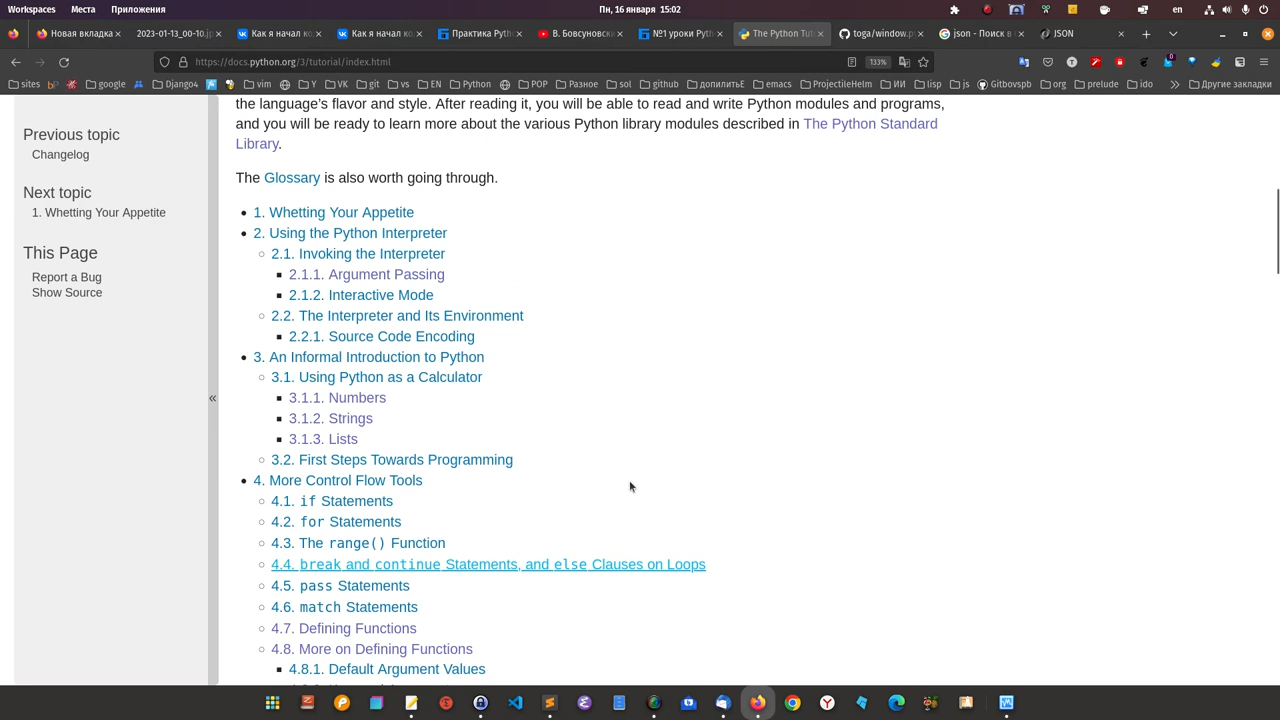 Workspaces Места Приложения Пн, 16 января 15:02 en
Новая вкладка 2023-01-13_00-10.jp Как я начал ко Как я начал ко Практика Pyth В. Бовсуновски №1 уроки Pyth The Python Tut toga/window.p json - Поиск в JSON
https://docs.python.org/3/tutorial/index.html 133%
sites google Django4 vim Y VK git vs EN Python POP Разное sol github допилитьЕ emacs ProjectileHelm ИИ lisp js Gitbovspb org prelude ido Другие закладки
the language's flavor and style. After reading it, you will be able to read and write Python modules and programs,
and you will be ready to learn more about the various Python library modules described in The Python Standard
Library.
The Glossary is also worth going through.
Previous topic
Changelog
Next topic
1. Whetting Your Appetite
This Page
Report a Bug
Show Source
«
• 1. Whetting Your Appetite
• 2. Using the Python Interpreter
◦ 2.1. Invoking the Interpreter
▪ 2.1.1. Argument Passing
▪ 2.1.2. Interactive Mode
◦ 2.2. The Interpreter and Its Environment
▪ 2.2.1. Source Code Encoding
• 3. An Informal Introduction to Python
◦ 3.1. Using Python as a Calculator
▪ 3.1.1. Numbers
▪ 3.1.2. Strings
▪ 3.1.3. Lists
◦ 3.2. First Steps Towards Programming
• 4. More Control Flow Tools
◦ 4.1. if Statements
◦ 4.2. for Statements
◦ 4.3. The range() Function
◦ 4.4. break and continue Statements, and else Clauses on Loops
◦ 4.5. pass Statements
◦ 4.6. match Statements
◦ 4.7. Defining Functions
◦ 4.8. More on Defining Functions
▪ 4.8.1. Default Argument Values